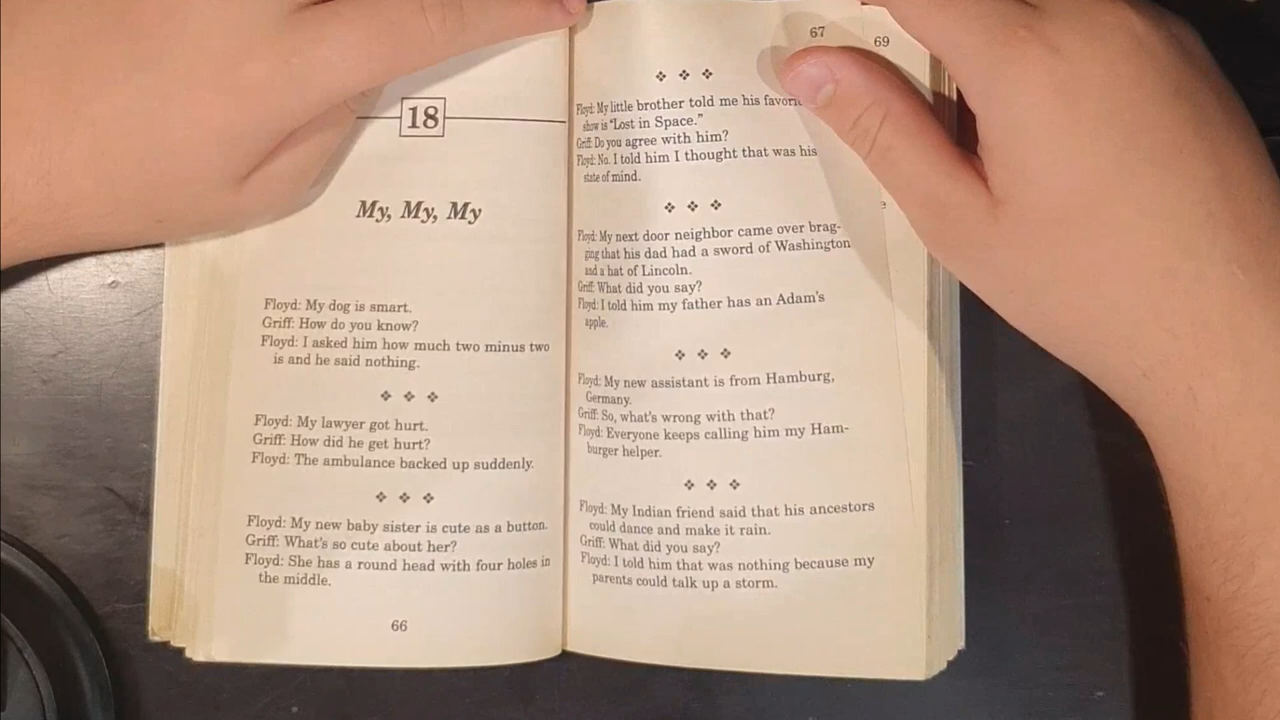 18
My, My, My
Floyd: My dog is smart.
Griff: How do you know?
Floyd: I asked him how much two minus two
is and he said nothing.
❖ ❖ ❖
Floyd: My lawyer got hurt.
Griff: How did he get hurt?
Floyd: The ambulance backed up suddenly.
❖ ❖ ❖
Floyd: My new baby sister is cute as a button.
Griff: What's so cute about her?
Floyd: She has a round head with four holes in
the middle.
66
67
69
❖ ❖ ❖
Floyd: My little brother told me his
show is "Lost in Space."
Griff: Do you agree with him?
Floyd: No. I told him I thought that was his
state of mind.
❖ ❖ ❖
Floyd: My next door neighbor came over brag-
ging that his dad had a sword of Washington
and a hat of Lincoln.
Griff: What did you say?
Floyd: I told him my father has an Adam's
apple.
❖ ❖ ❖
Floyd: My new assistant is from Hamburg,
Germany.
Griff: So, what's wrong with that?
Floyd: Everyone keeps calling him my Ham-
burger helper.
❖ ❖ ❖
Floyd: My Indian friend said that his ancestors
could dance and make it rain.
Griff: What did you say?
Floyd: I told him that was nothing because my
parents could talk up a storm.